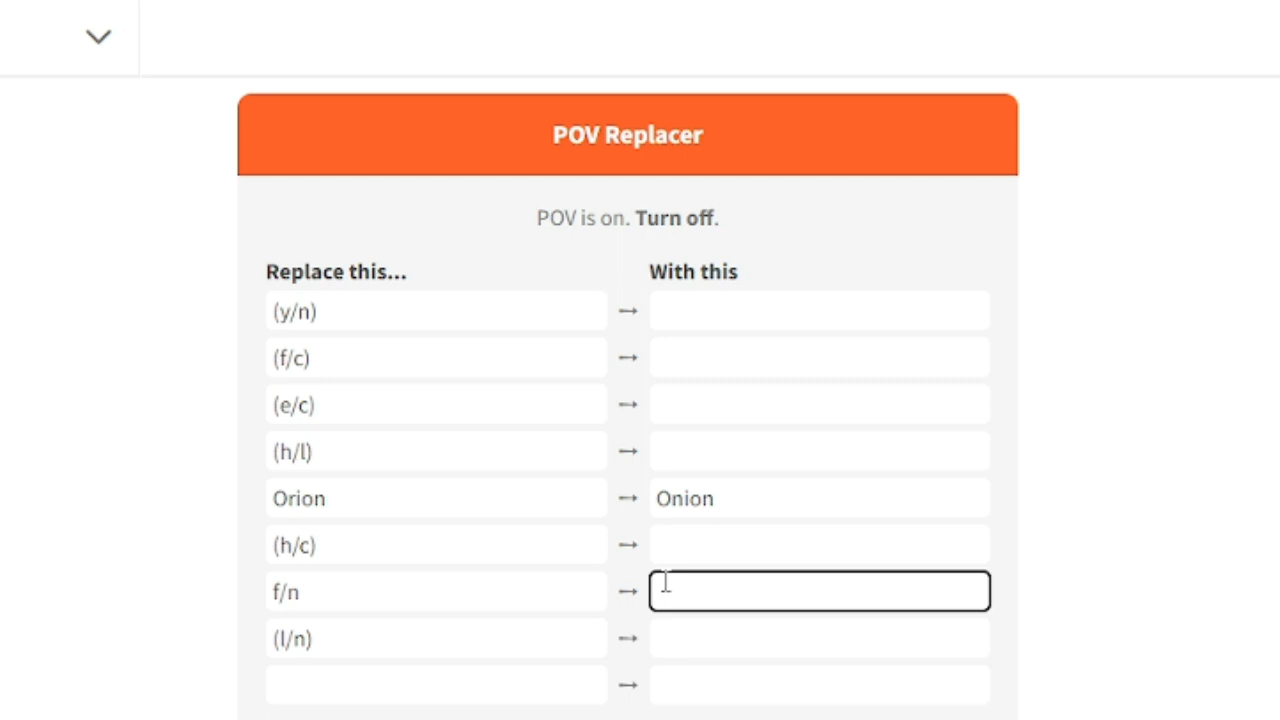 POV Replacer
POV is on. Turn off.
Replace this... With this
(y/n) →
(f/c) →
(e/c) →
(h/l) →
Orion → Onion
(h/c) →
f/n →
(l/n) →
→